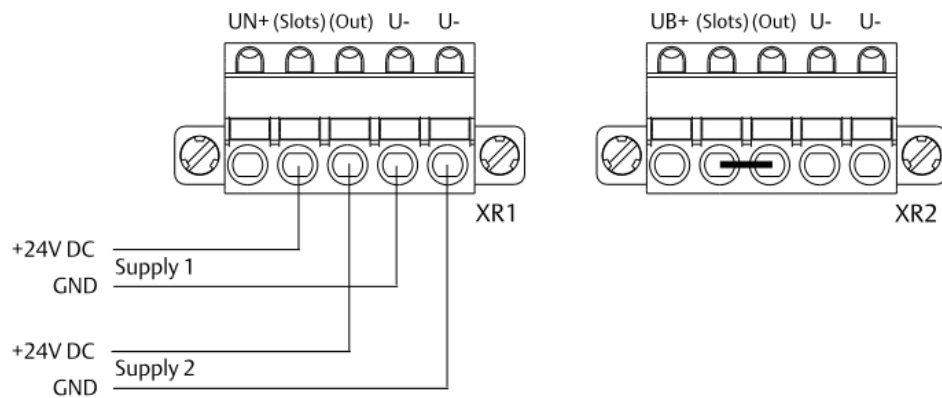 UN+ (Slots) (Out) U- U-
UB+ (Slots) (Out) U- U-
XR1
XR2
+24V DC
Supply 1
GND
+24V DC
Supply 2
GND